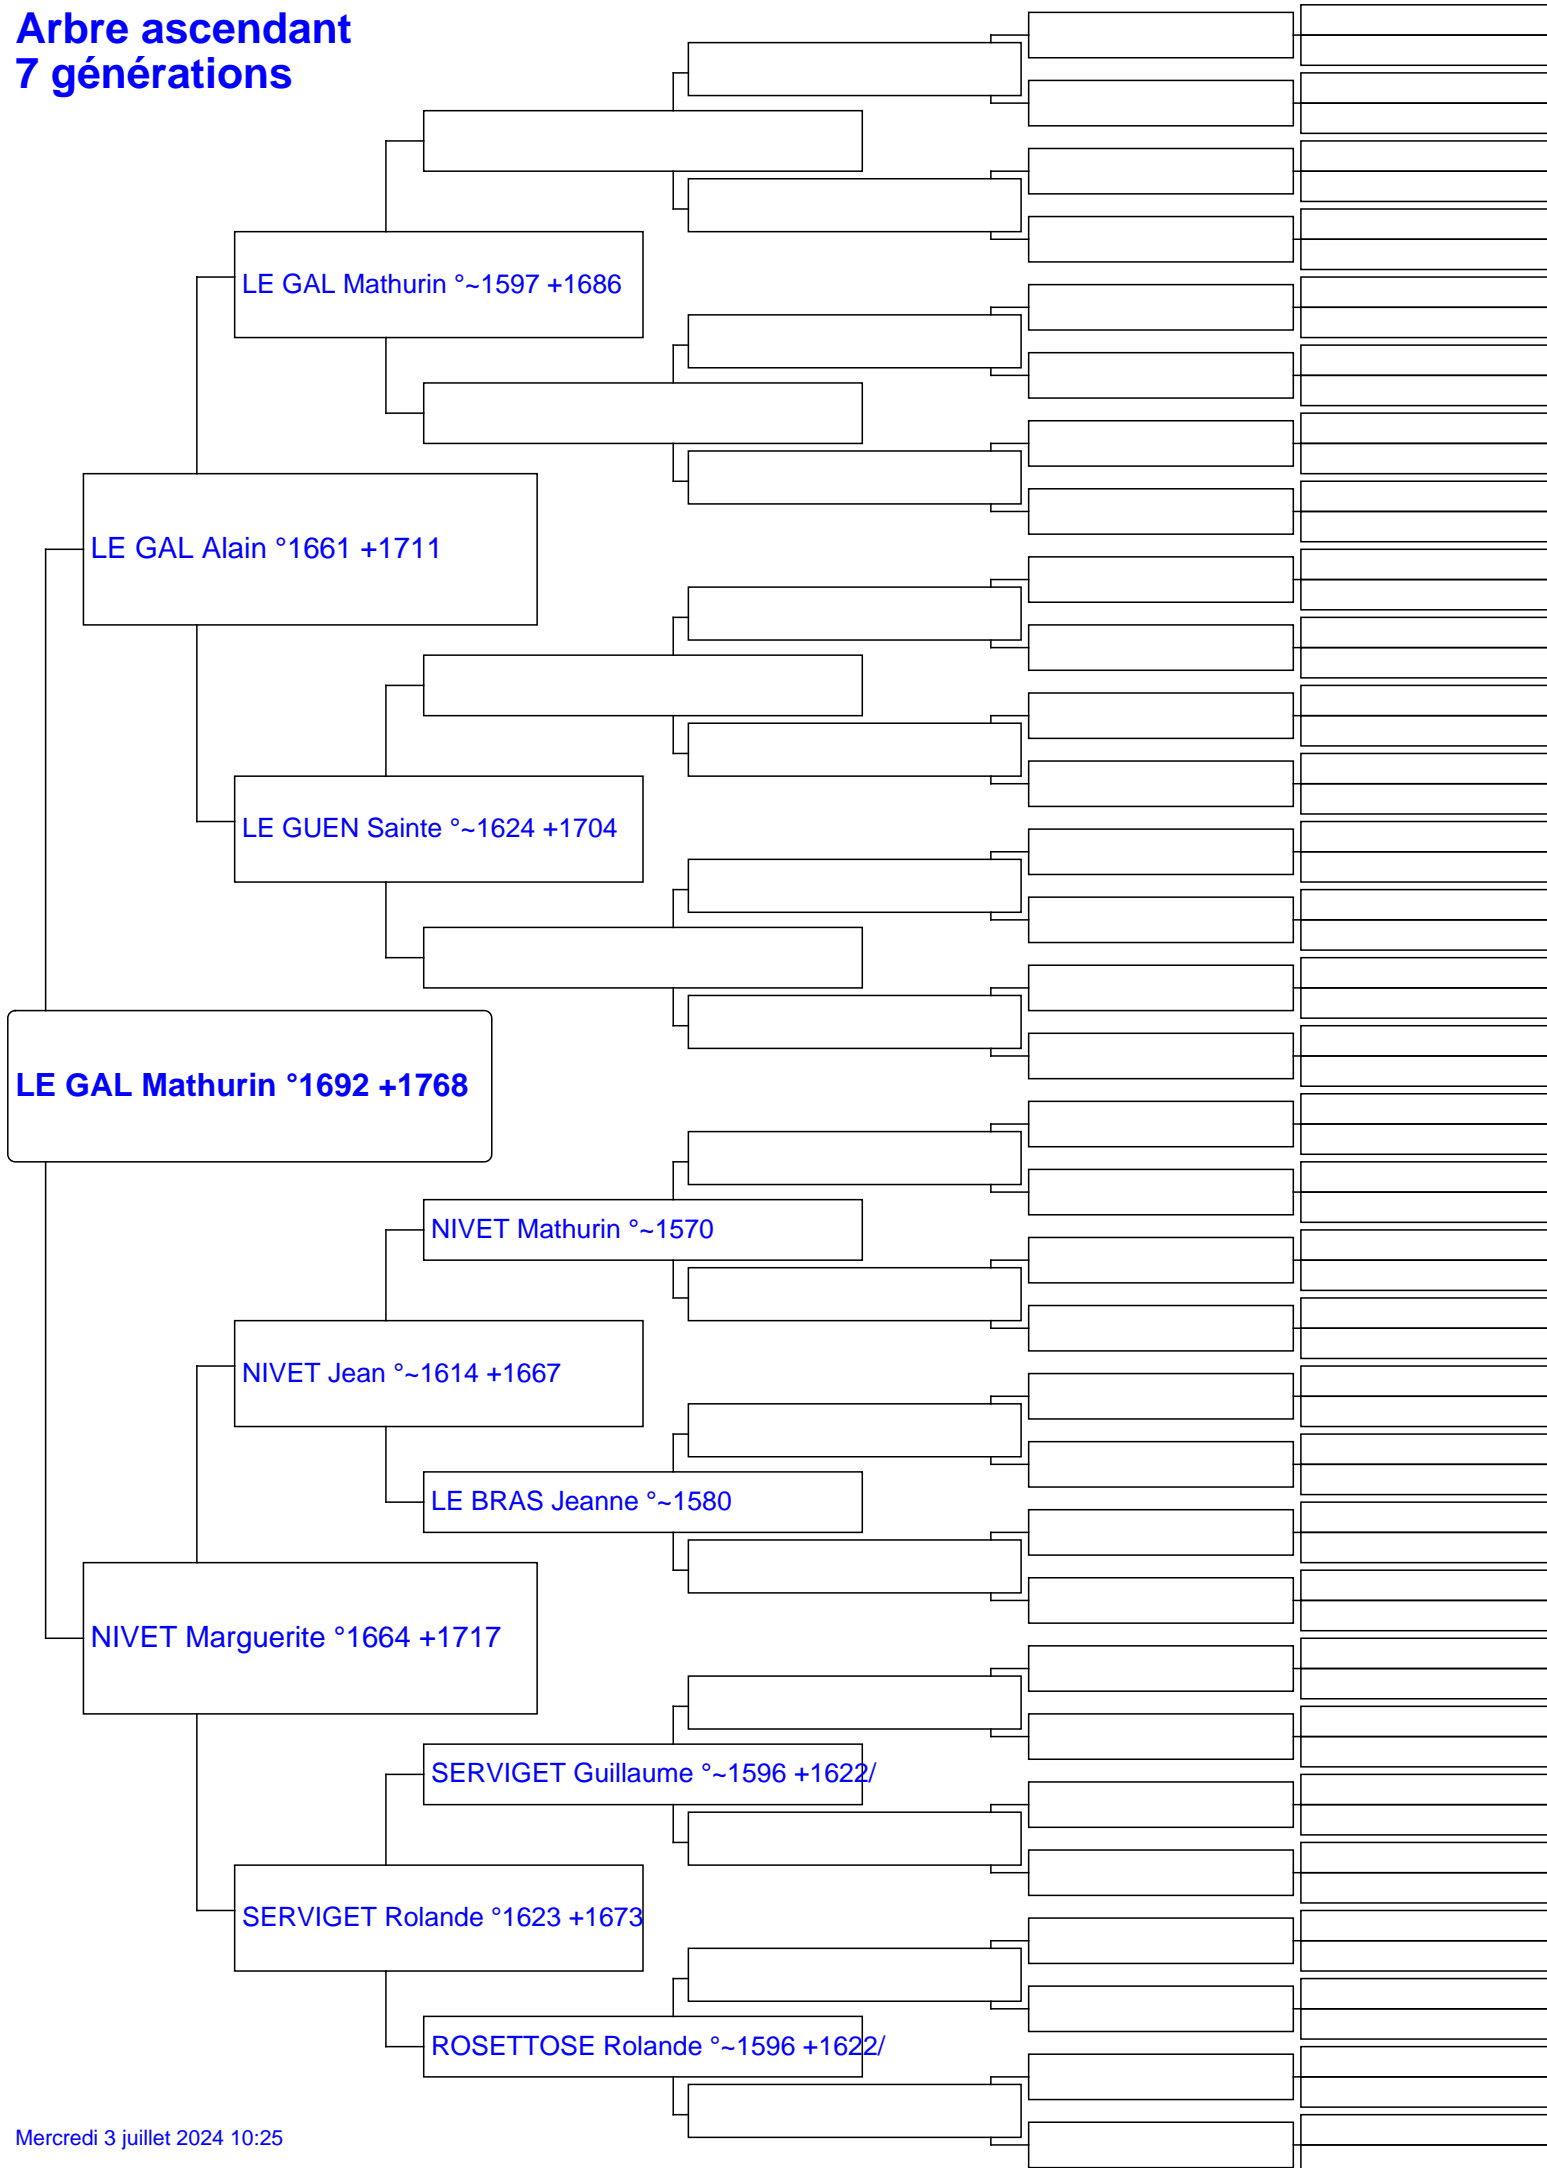 Arbre ascendant
7 générations
LE GAL Mathurin °~1597 +1686
LE GAL Alain °1661 +1711
LE GUEN Sainte °~1624 +1704
LE GAL Mathurin °1692 +1768
NIVET Mathurin °~1570
NIVET Jean °~1614 +1667
LE BRAS Jeanne °~1580
NIVET Marguerite °1664 +1717
SERVIGET Guillaume °~1596 +1622/
SERVIGET Rolande °1623 +1673
ROSETTOSE Rolande °~1596 +1622/
Mercredi 3 juillet 2024 10:25